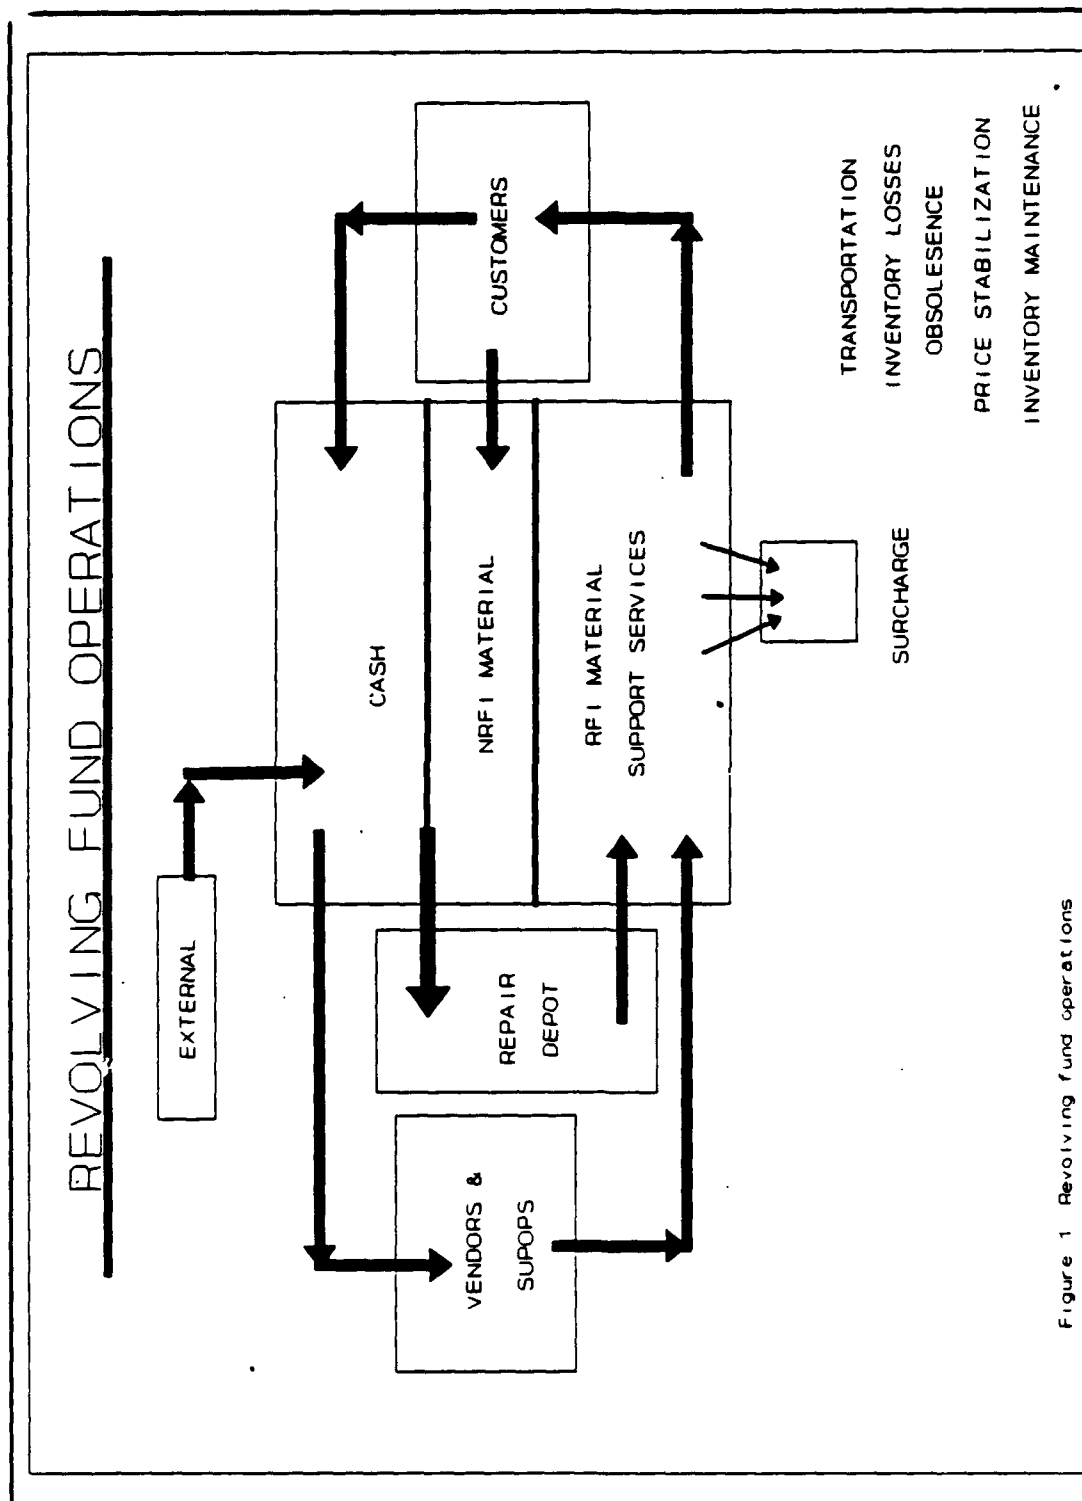 REVOLVING FUND OPERATIONS
EXTERNAL
CASH
CUSTOMERS
NRFI MATERIAL
REPAIR
DEPOT
VENDORS &
SUPOPS
RFI MATERIAL
SUPPORT SERVICES
SURCHARGE
TRANSPORTATION
INVENTORY LOSSES
OBSOLESENCE
PRICE STABILIZATION
INVENTORY MAINTENANCE
Figure 1 Revolving fund operations